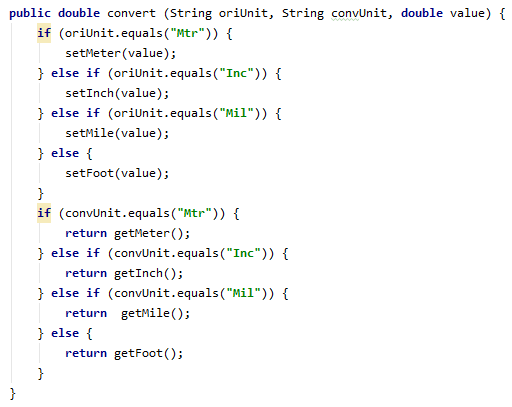 public double convert (String oriUnit, String convUnit, double value) {
    if (oriUnit.equals("Mtr")) {
        setMeter(value);
    } else if (oriUnit.equals("Inc")) {
        setInch(value);
    } else if (oriUnit.equals("Mil")) {
        setMile(value);
    } else {
        setFoot(value);
    }
    if (convUnit.equals("Mtr")) {
        return getMeter();
    } else if (convUnit.equals("Inc")) {
        return getInch();
    } else if (convUnit.equals("Mil")) {
        return  getMile();
    } else {
        return getFoot();
    }
}